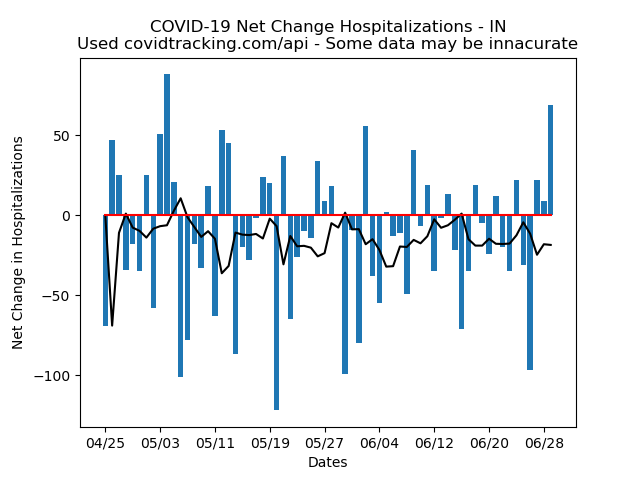 COVID-19 Net Change Hospitalizations - IN
Used covidtracking.com/api - Some data may be innacurate
Net Change in Hospitalizations
50
0
−50
−100
04/25 05/03 05/11 05/19 05/27 06/04 06/12 06/20 06/28
Dates